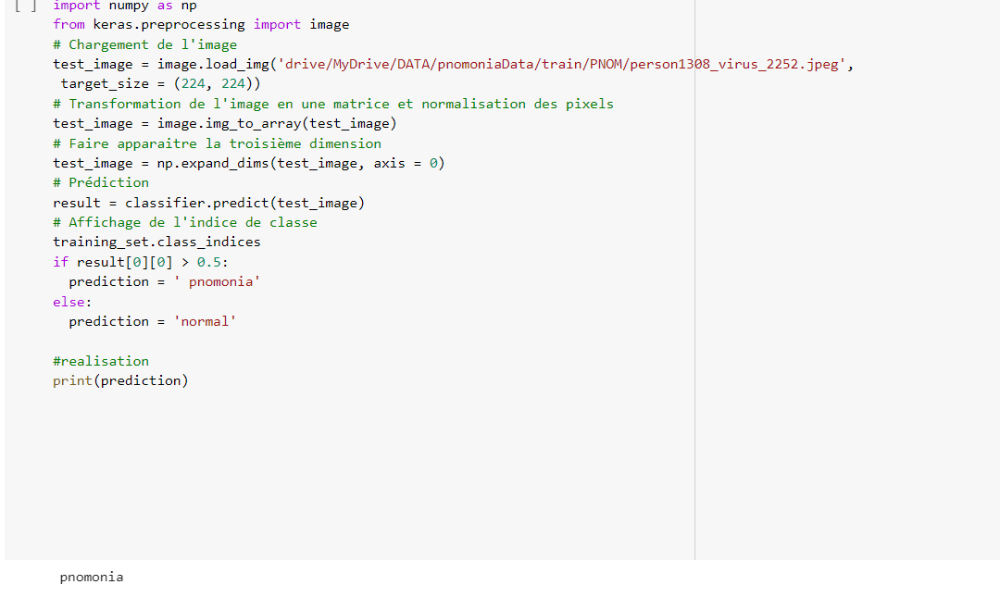 [ ] import numpy as np
from keras.preprocessing import image
# Chargement de l'image
test_image = image.load_img('drive/MyDrive/DATA/pnomoniaData/train/PNOM/person1308_virus_2252.jpeg',
 target_size = (224, 224))
# Transformation de l'image en une matrice et normalisation des pixels
test_image = image.img_to_array(test_image)
# Faire apparaitre la troisième dimension
test_image = np.expand_dims(test_image, axis = 0)
# Prédiction
result = classifier.predict(test_image)
# Affichage de l'indice de classe
training_set.class_indices
if result[0][0] > 0.5:
  prediction = ' pnomonia'
else:
  prediction = 'normal'
#realisation
print(prediction)
pnomonia